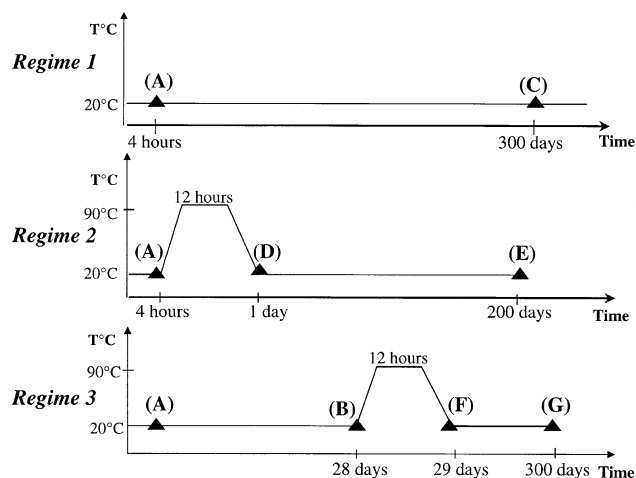 T°C
Regime 1
(A)
(C)
20°C
4 hours
300 days
Time
T°C
12 hours
90°C
Regime 2
(A)
(D)
(E)
20°C
4 hours
1 day
200 days
Time
T°C
12 hours
90°C
Regime 3
(A)
(B)
(F)
(G)
20°C
28 days
29 days
300 days
Time